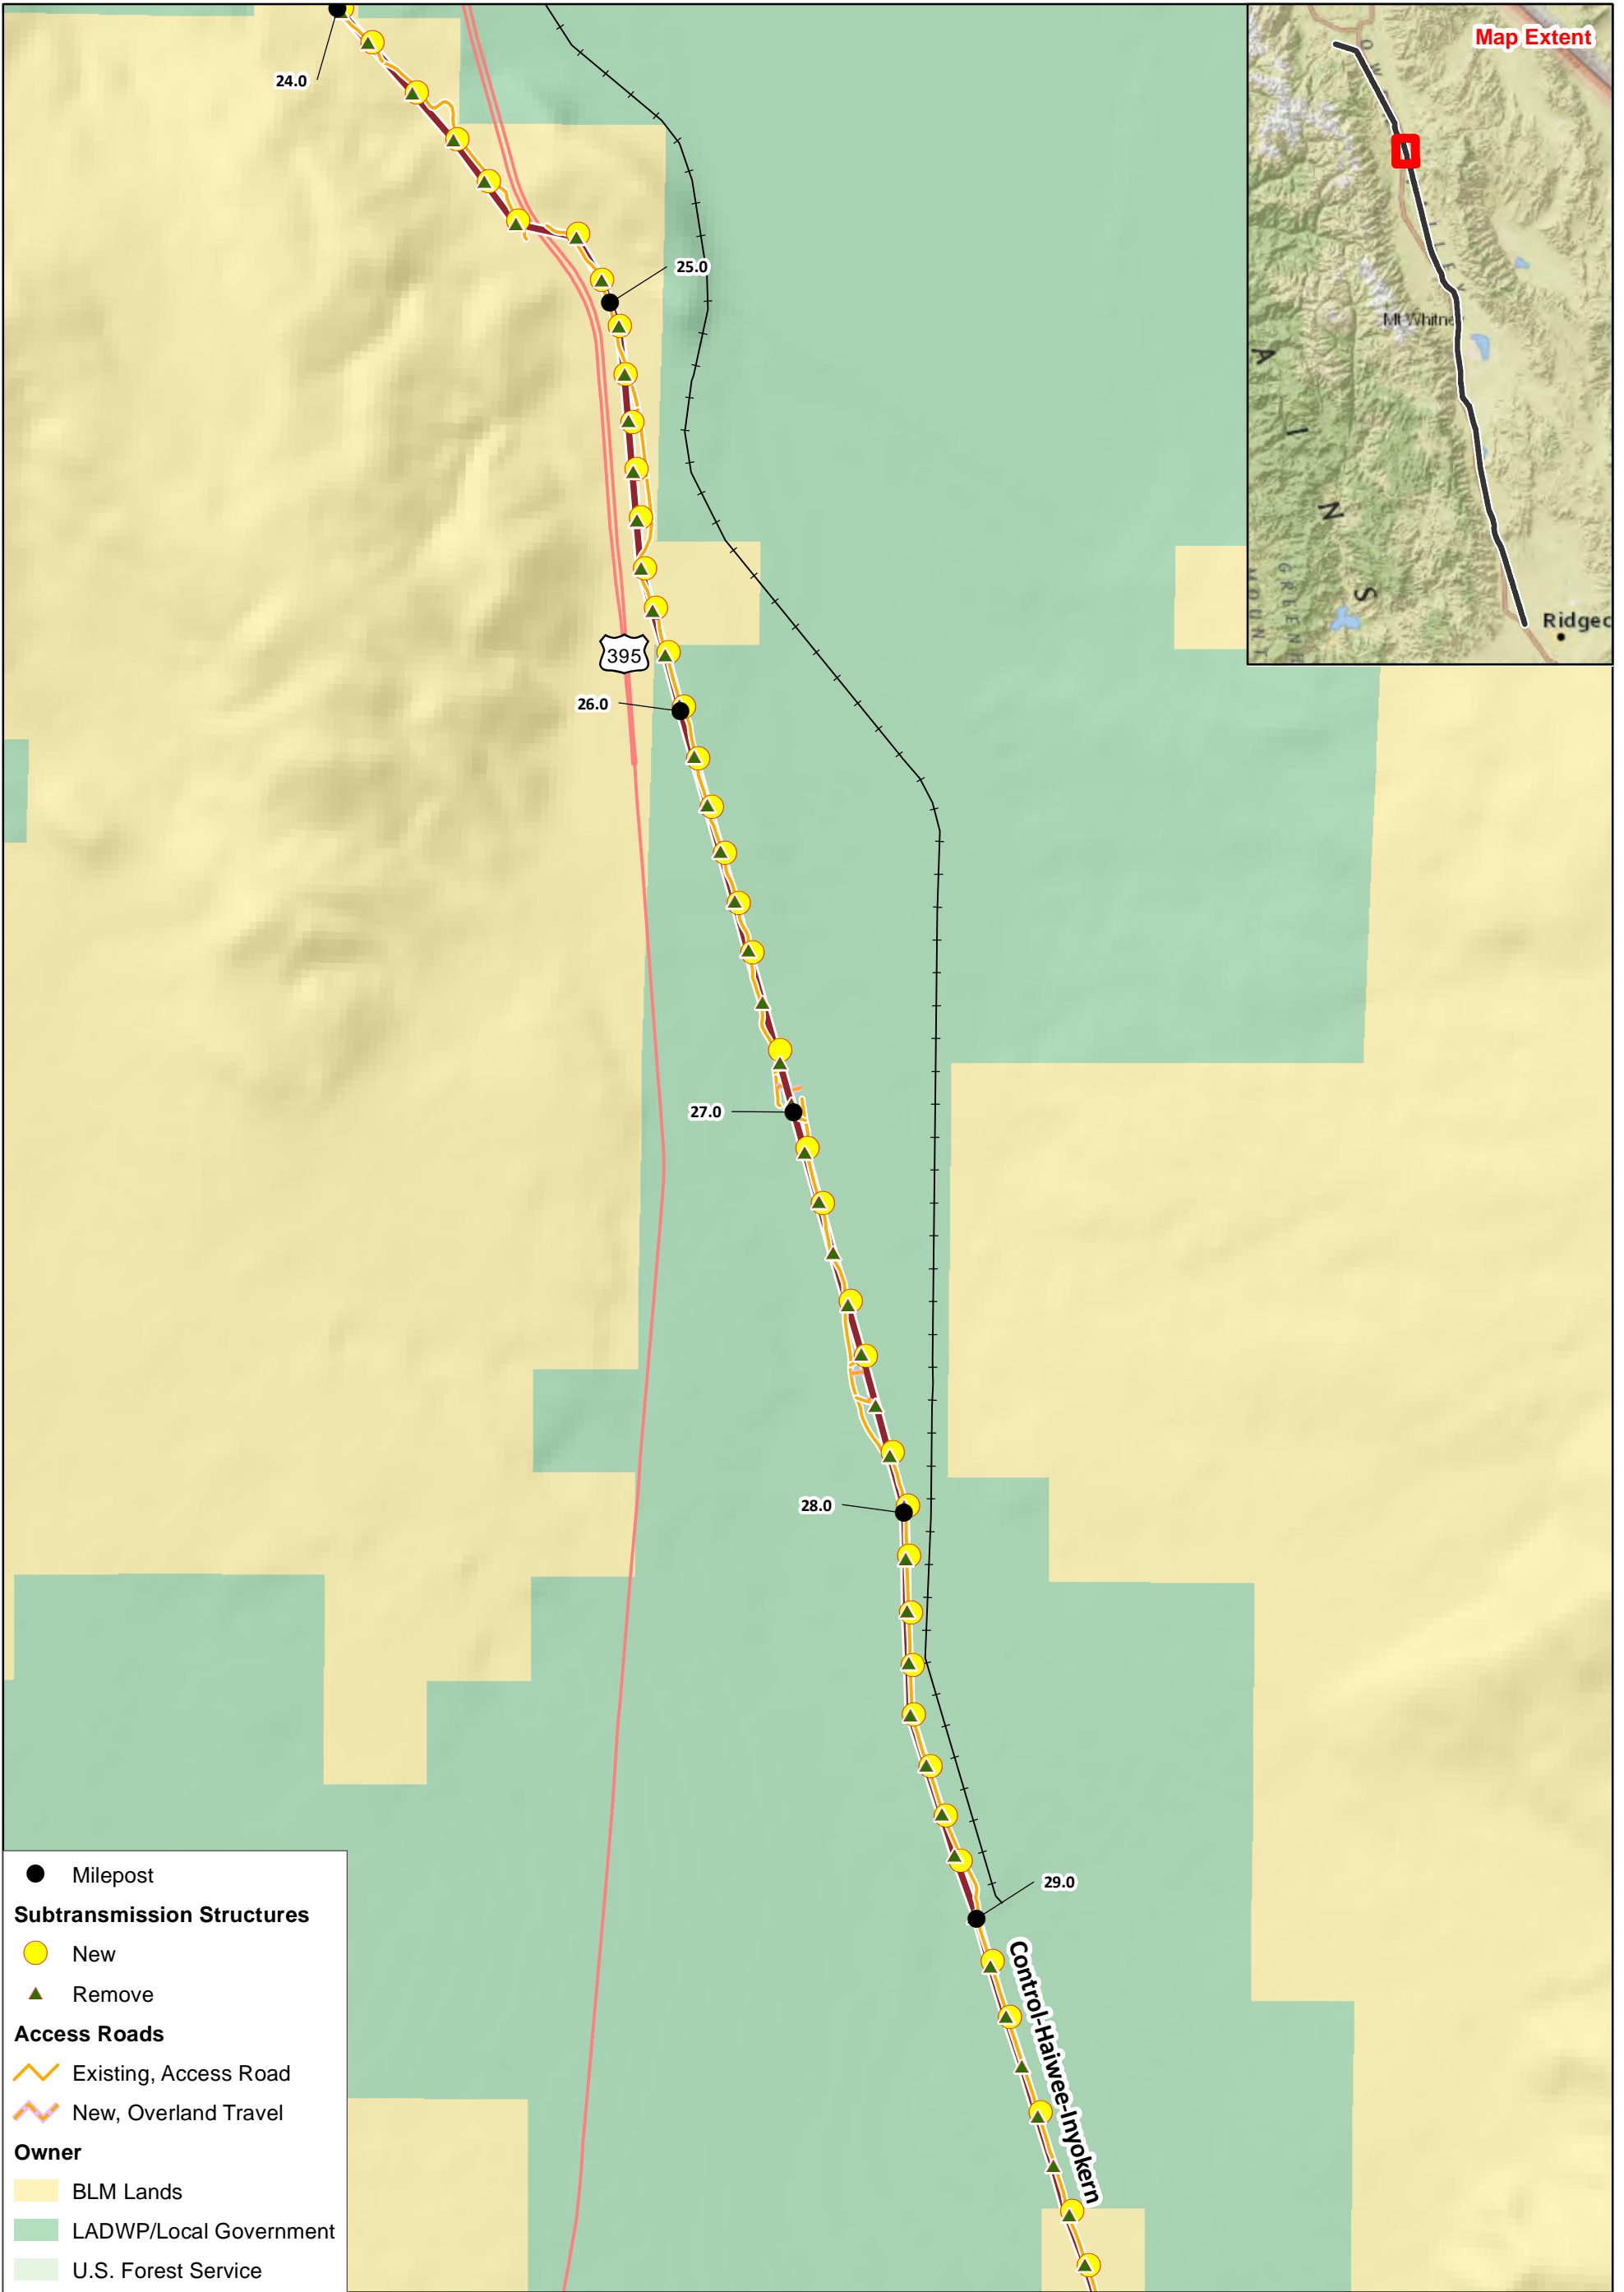 Map Extent
24.0
25.0
395
26.0
27.0
28.0
29.0
Control-Haiwee-Inyokern
Mt Whitne
A
I
N
S
Ridgec
Milepost
Subtransmission Structures
New
Remove
Access Roads
Existing, Access Road
New, Overland Travel
Owner
BLM Lands
LADWP/Local Government
U.S. Forest Service